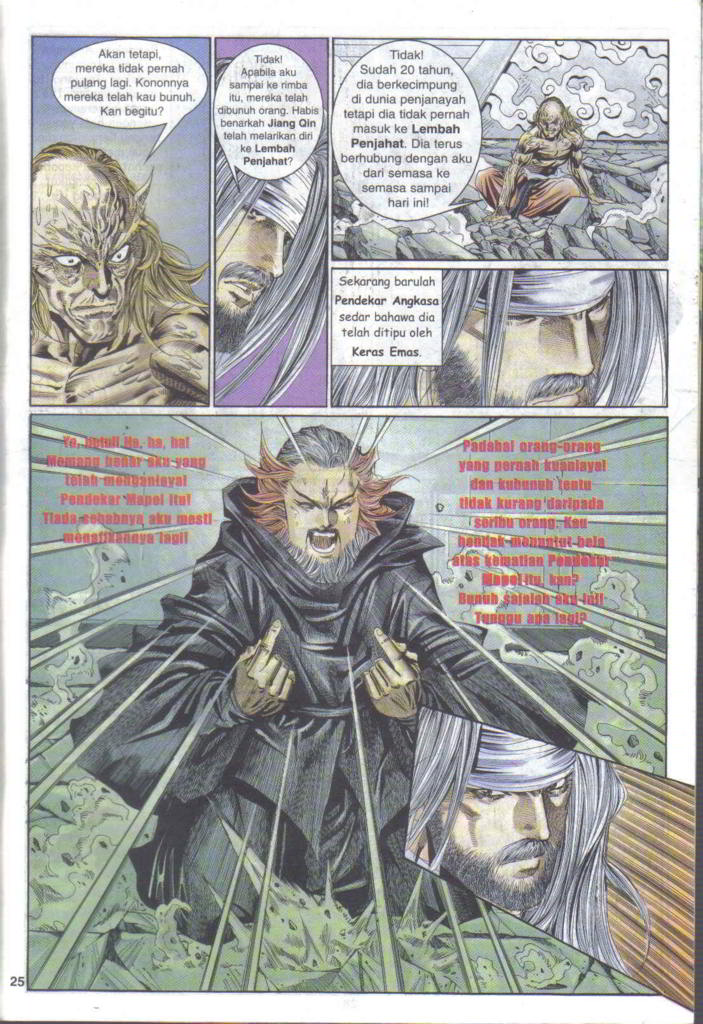 Akan tetapi,
mereka tidak pernah
pulang lagi. Kononnya
mereka telah kau bunuh.
Kan begitu?
Tidak!
Apabila aku
sampai ke rimba
itu, mereka telah
dibunuh orang. Habis
benarkah Jiang Qin
telah melarikan diri
ke Lembah
Penjahat?
Tidak!
Sudah 20 tahun,
dia berkecimpung
di dunia penjanayah
tetapi dia tidak pernah
masuk ke Lembah
Penjahat. Dia terus
berhubung dengan aku
dari semasa ke
semasa sampai
hari ini!
Sekarang barulah
Pendekar Angkasa
sedar bahawa dia
telah ditipu oleh
Keras Emas.
Ya, betul! Ha, ha, ha!
Memang benar aku yang
telah menganiayai
Pendekar Mapel itu!
Tiada sebabnya aku mesti
menafikannya lagi!
Padahal orang-orang
yang pernah kuaniayai
dan kubunuh tentu
tidak kurang daripada
seribu orang. Kau
hendak menuntut bela
atas kematian Pendekar
Mapel itu, kan?
Bunuh sajalah aku ini!
Tunggu apa lagi?
25